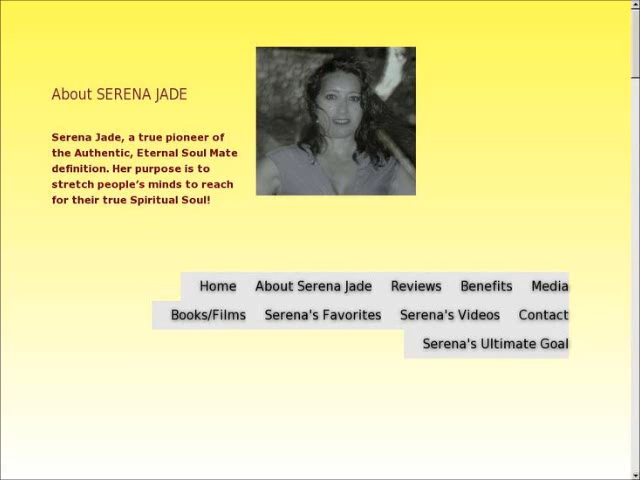 About SERENA JADE
Serena Jade, a true pioneer of
the Authentic, Eternal Soul Mate
definition. Her purpose is to
stretch people’s minds to reach
for their true Spiritual Soul!
Home About Serena Jade Reviews Benefits Media
Books/Films Serena's Favorites Serena's Videos Contact
Serena's Ultimate Goal